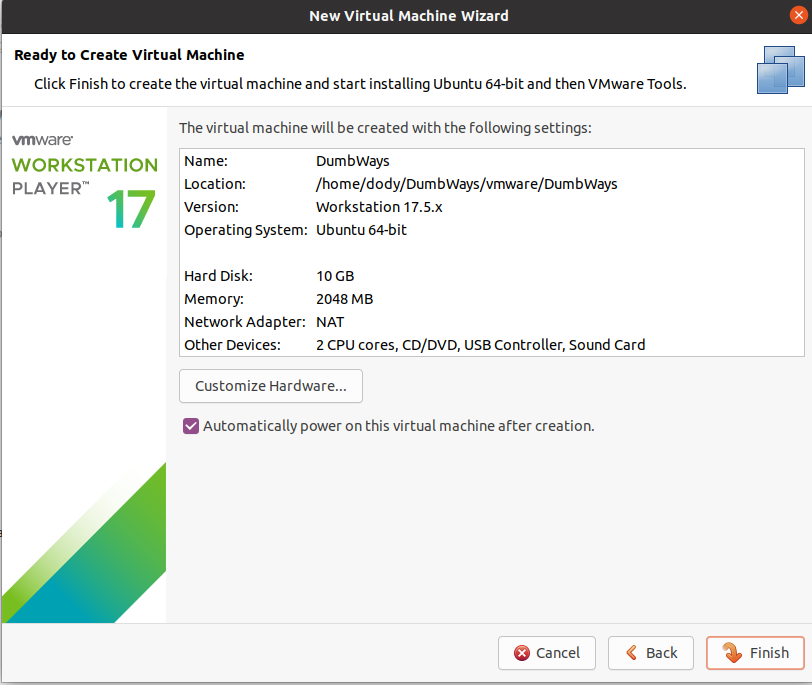 New Virtual Machine Wizard
Ready to Create Virtual Machine
Click Finish to create the virtual machine and start installing Ubuntu 64-bit and then VMware Tools.
vmware
WORKSTATION
PLAYER™
17
The virtual machine will be created with the following settings:
Name: DumbWays
Location: /home/dody/DumbWays/vmware/DumbWays
Version: Workstation 17.5.x
Operating System: Ubuntu 64-bit
Hard Disk: 10 GB
Memory: 2048 MB
Network Adapter: NAT
Other Devices: 2 CPU cores, CD/DVD, USB Controller, Sound Card
Customize Hardware...
Automatically power on this virtual machine after creation.
Cancel Back Finish